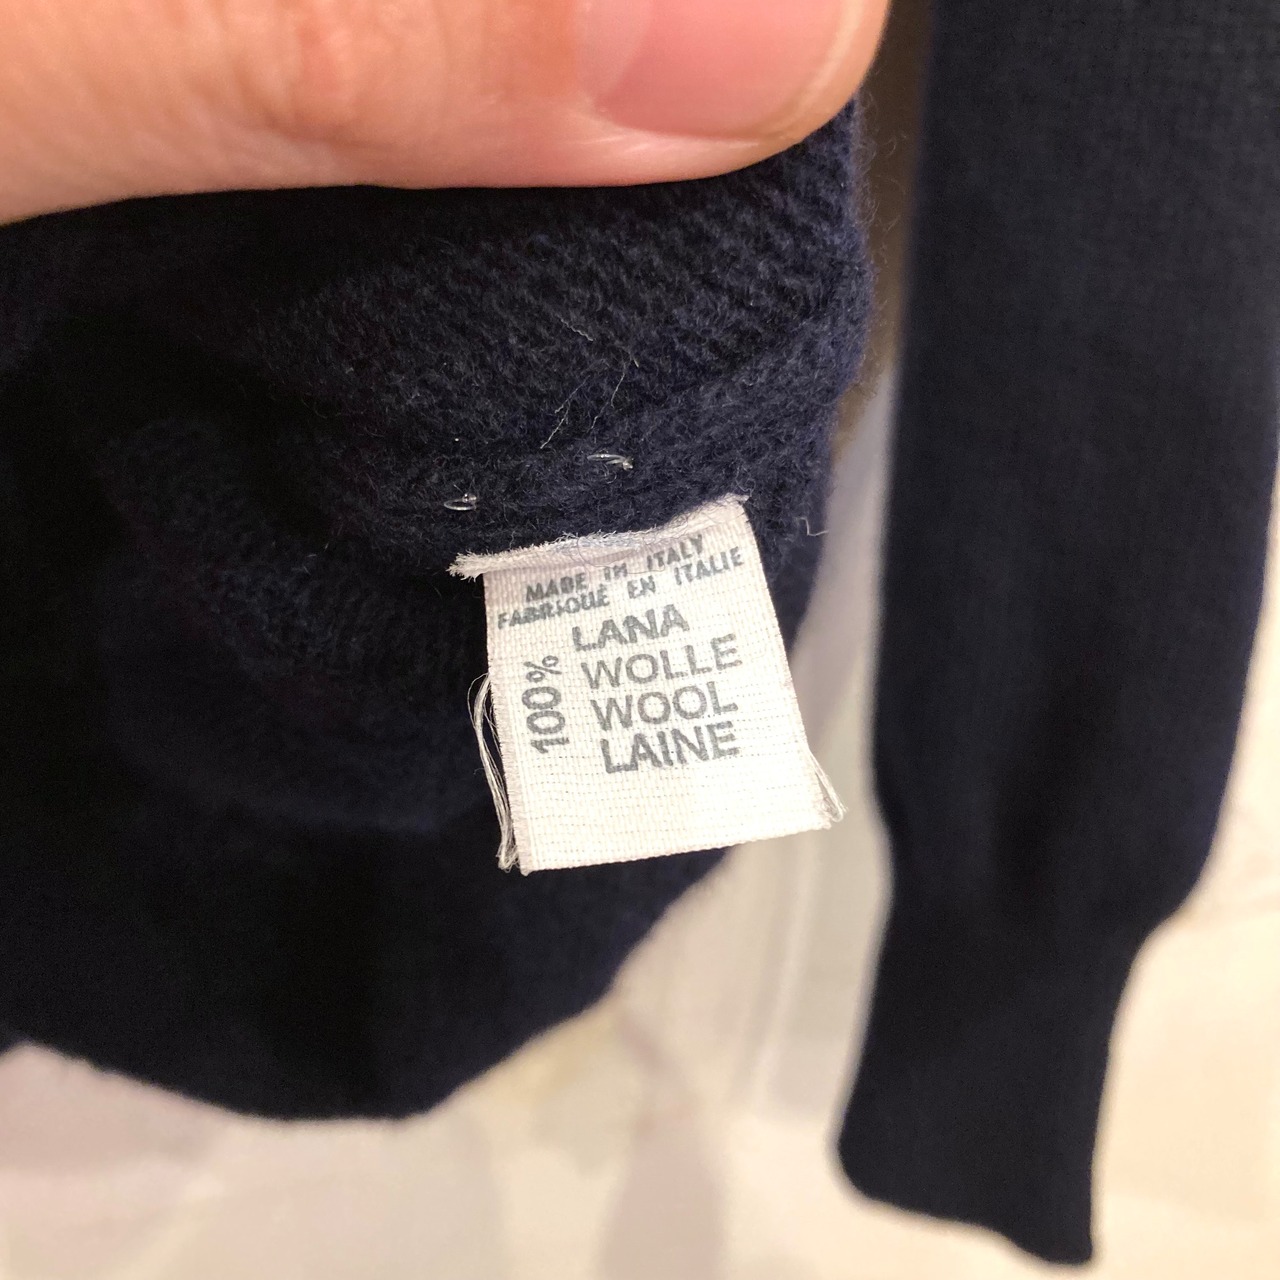 MADE IN ITALY
FABRIQUÉ EN ITALIE
100%
LANA
WOLLE
WOOL
LAINE